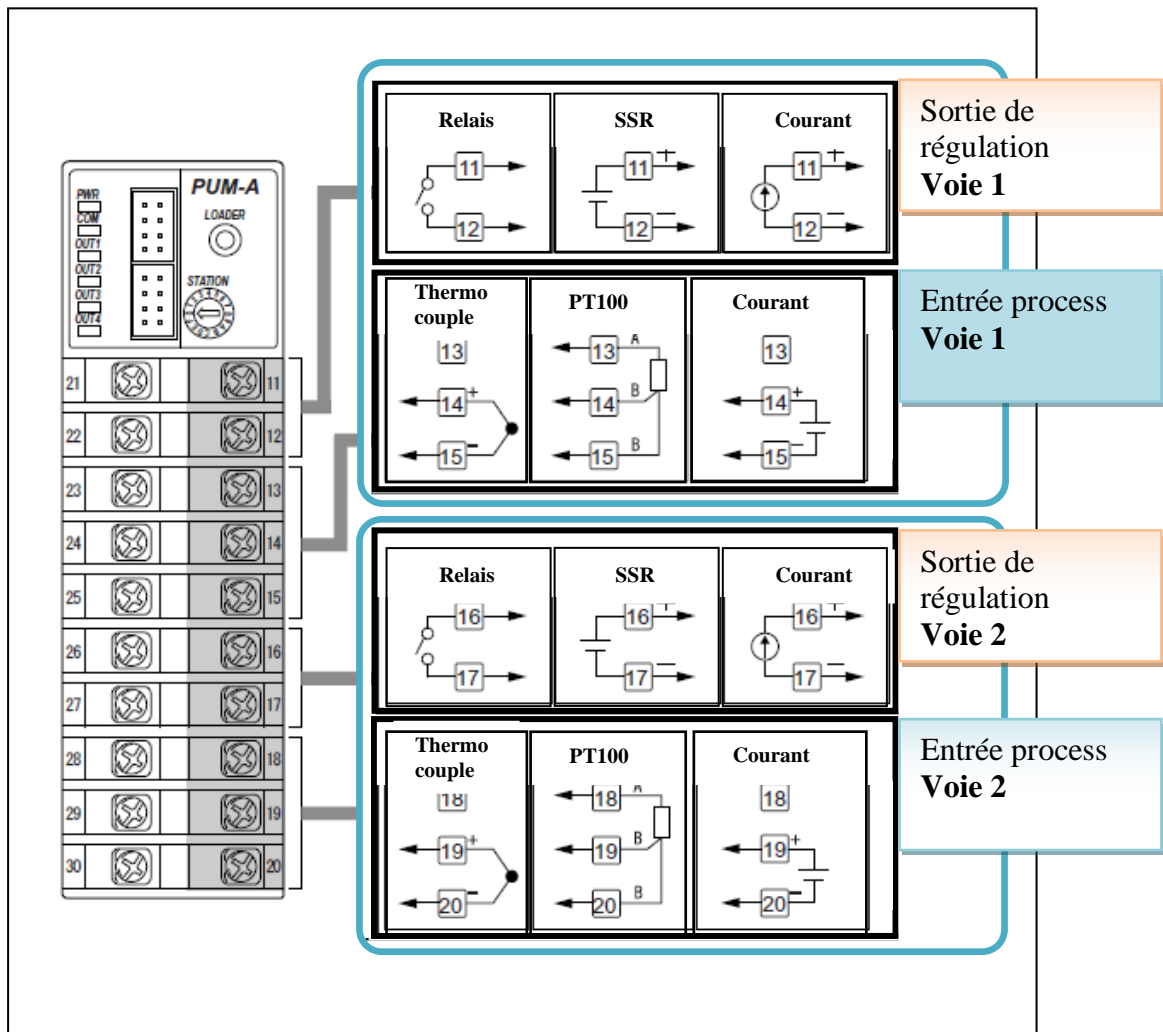 PUM-A
PWR
COM
OUT1
OUT2
OUT3
OUT4
LOADER
STATION
21
11
22
12
23
13
24
14
25
15
26
16
27
17
28
18
29
19
30
20
Relais
SSR
Courant
11
11 +
11 +
12
12 −
12 −
Sortie de
régulation
Voie 1
Thermo
couple
PT100
Courant
13
13 A
13
14 +
14 B
14 +
15 −
15 B
15 −
Entrée process
Voie 1
Relais
SSR
Courant
16
16 +
16 +
17
17 −
17 −
Sortie de
régulation
Voie 2
Thermo
couple
PT100
Courant
18
18 A
18
19 +
19 B
19 +
20 −
20 B
20 −
Entrée process
Voie 2